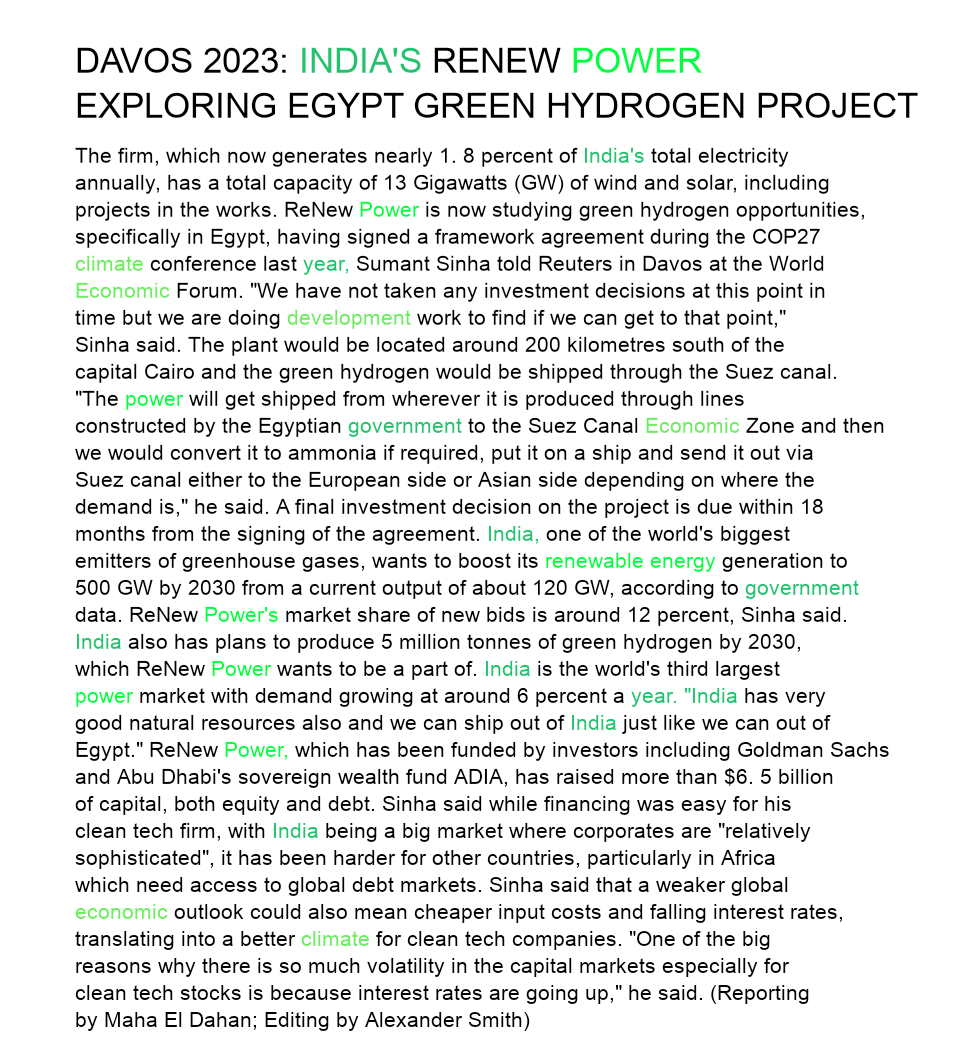 DAVOS 2023: INDIA'S RENEW POWER
EXPLORING EGYPT GREEN HYDROGEN PROJECT
The firm, which now generates nearly 1. 8 percent of India's total electricity
annually, has a total capacity of 13 Gigawatts (GW) of wind and solar, including
projects in the works. ReNew Power is now studying green hydrogen opportunities,
specifically in Egypt, having signed a framework agreement during the COP27
climate conference last year, Sumant Sinha told Reuters in Davos at the World
Economic Forum. "We have not taken any investment decisions at this point in
time but we are doing development work to find if we can get to that point,"
Sinha said. The plant would be located around 200 kilometres south of the
capital Cairo and the green hydrogen would be shipped through the Suez canal.
"The power will get shipped from wherever it is produced through lines
constructed by the Egyptian government to the Suez Canal Economic Zone and then
we would convert it to ammonia if required, put it on a ship and send it out via
Suez canal either to the European side or Asian side depending on where the
demand is," he said. A final investment decision on the project is due within 18
months from the signing of the agreement. India, one of the world's biggest
emitters of greenhouse gases, wants to boost its renewable energy generation to
500 GW by 2030 from a current output of about 120 GW, according to government
data. ReNew Power's market share of new bids is around 12 percent, Sinha said.
India also has plans to produce 5 million tonnes of green hydrogen by 2030,
which ReNew Power wants to be a part of. India is the world's third largest
power market with demand growing at around 6 percent a year. "India has very
good natural resources also and we can ship out of India just like we can out of
Egypt." ReNew Power, which has been funded by investors including Goldman Sachs
and Abu Dhabi's sovereign wealth fund ADIA, has raised more than $6. 5 billion
of capital, both equity and debt. Sinha said while financing was easy for his
clean tech firm, with India being a big market where corporates are "relatively
sophisticated", it has been harder for other countries, particularly in Africa
which need access to global debt markets. Sinha said that a weaker global
economic outlook could also mean cheaper input costs and falling interest rates,
translating into a better climate for clean tech companies. "One of the big
reasons why there is so much volatility in the capital markets especially for
clean tech stocks is because interest rates are going up," he said. (Reporting
by Maha El Dahan; Editing by Alexander Smith)